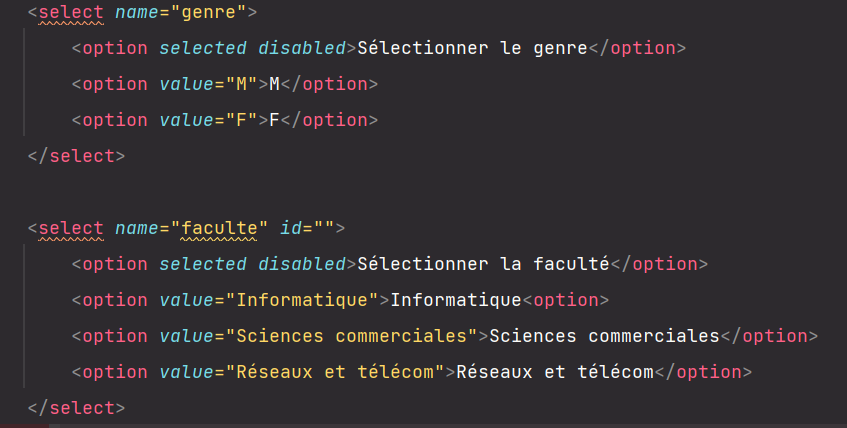 <select name="genre">
    <option selected disabled>Sélectionner le genre</option>
    <option value="M">M</option>
    <option value="F">F</option>
</select>

<select name="faculte" id="">
    <option selected disabled>Sélectionner la faculté</option>
    <option value="Informatique">Informatique<option>
    <option value="Sciences commerciales">Sciences commerciales</option>
    <option value="Réseaux et télécom">Réseaux et télécom</option>
</select>